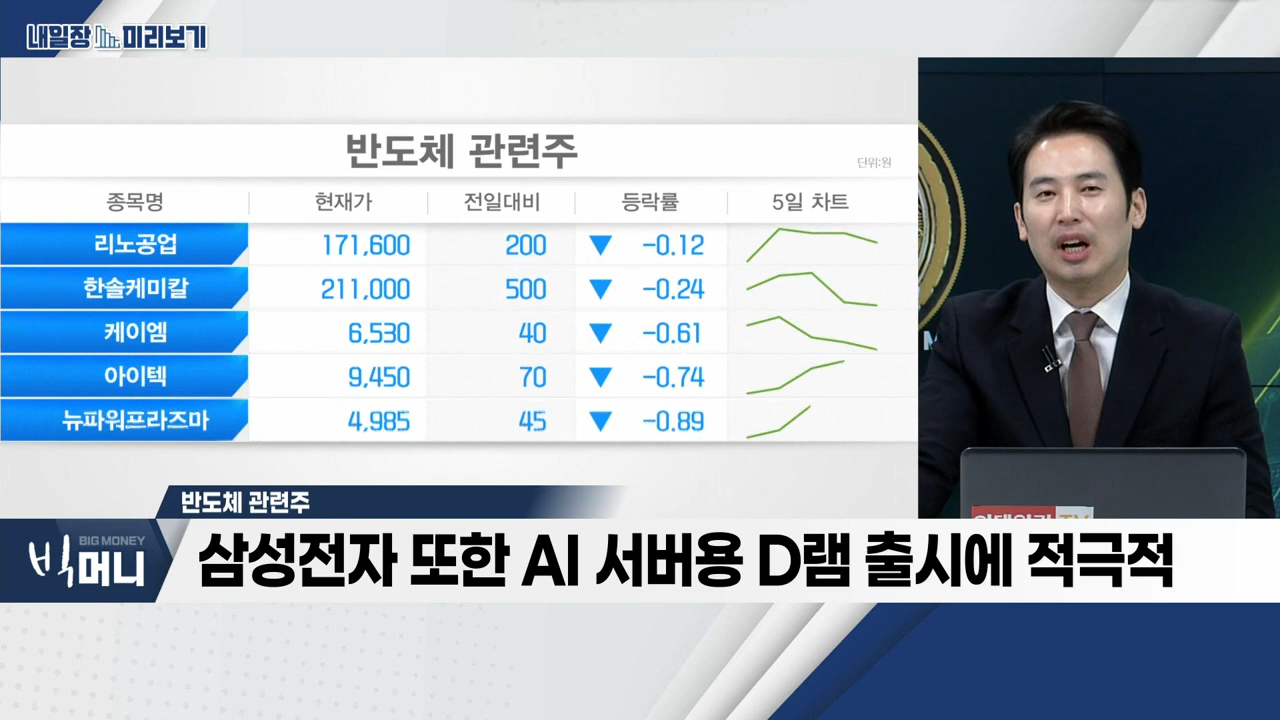 내일장 미리보기
반도체 관련주
단위:원
종목명 현재가 전일대비 등락률 5일 차트
리노공업 171,600 200 ▼ -0.12
한솔케미칼 211,000 500 ▼ -0.24
케이엠 6,530 40 ▼ -0.61
아이텍 9,450 70 ▼ -0.74
뉴파워프라즈마 4,985 45 ▼ -0.89
반도체 관련주
BIG MONEY
빅머니
삼성전자 또한 AI 서버용 D램 출시에 적극적